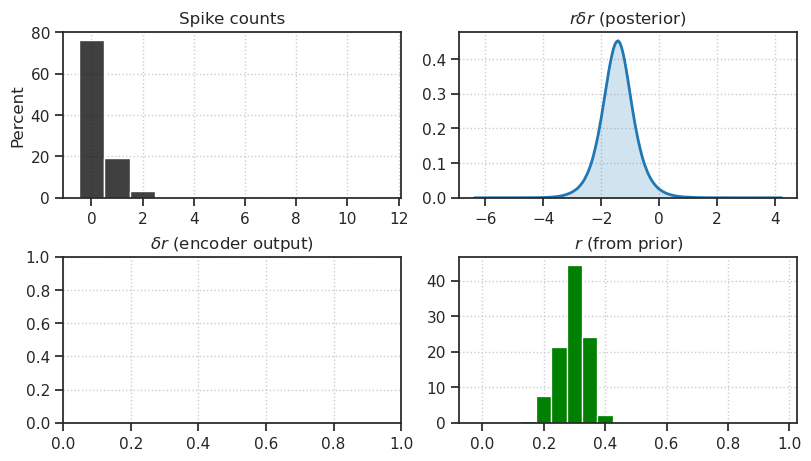 Spike counts
80
60
40
20
0
Percent
0 2 4 6 8 10 12
rδr (posterior)
0.4
0.3
0.2
0.1
0.0
−6 −4 −2 0 2 4
δr (encoder output)
1.0
0.8
0.6
0.4
0.2
0.0
0.0 0.2 0.4 0.6 0.8 1.0
r (from prior)
40
30
20
10
0
0.0 0.2 0.4 0.6 0.8 1.0